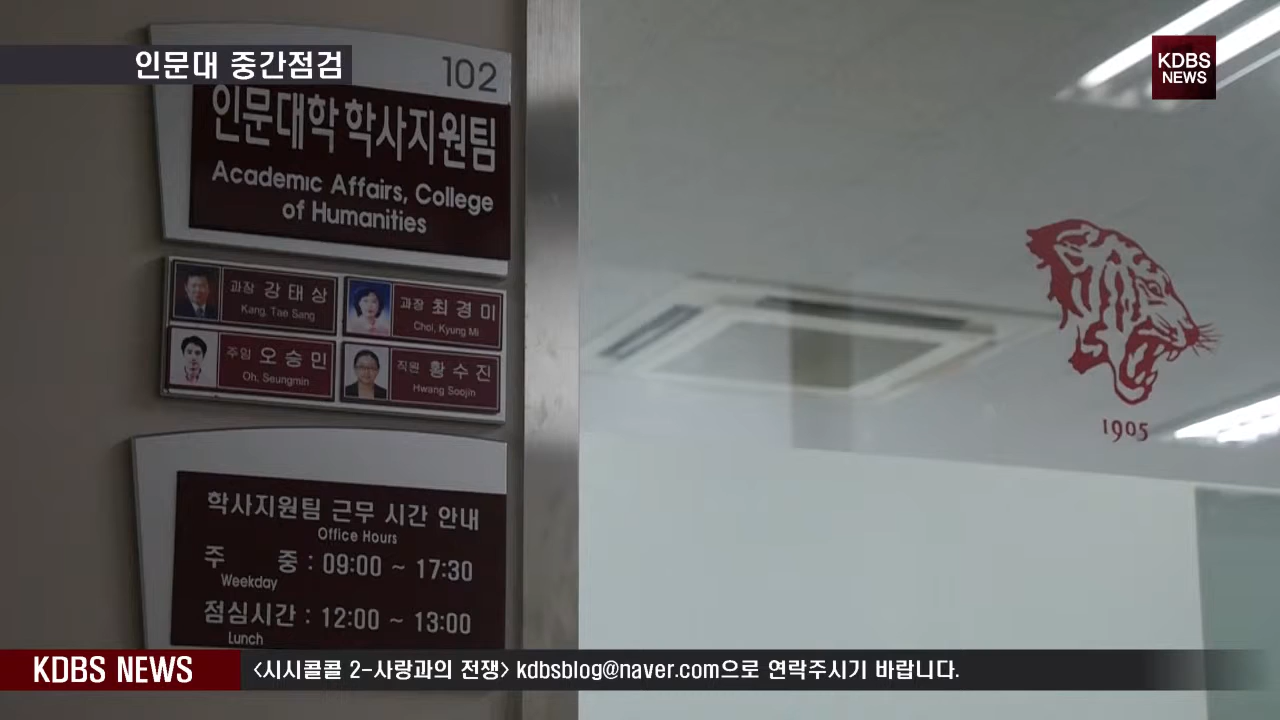 인문대 중간점검
KDBS
NEWS
102
인문대학 학사지원팀
Academic Affairs, College
of Humanities
과장 강태상
Kang, Tae Sang
과장 최경미
Choi, Kyung Mi
주임 오승민
Oh, Seungmin
직원 황수진
Hwang Soojin
1905
학사지원팀 근무 시간 안내
Office Hours
주 중 : 09:00 ~ 17:30
Weekday
점심시간 : 12:00 ~ 13:00
Lunch
KDBS NEWS
<시시콜콜 2-사랑과의 전쟁> kdbsblog@naver.com으로 연락주시기 바랍니다.